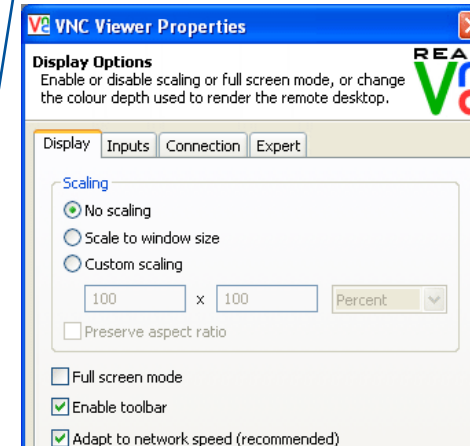 VNC Viewer Properties
Display Options
Enable or disable scaling or full screen mode, or change
the colour depth used to render the remote desktop.
REA
V
Display Inputs Connection Expert
Scaling
No scaling
Scale to window size
Custom scaling
100 x 100 Percent
Preserve aspect ratio
Full screen mode
Enable toolbar
Adapt to network speed (recommended)